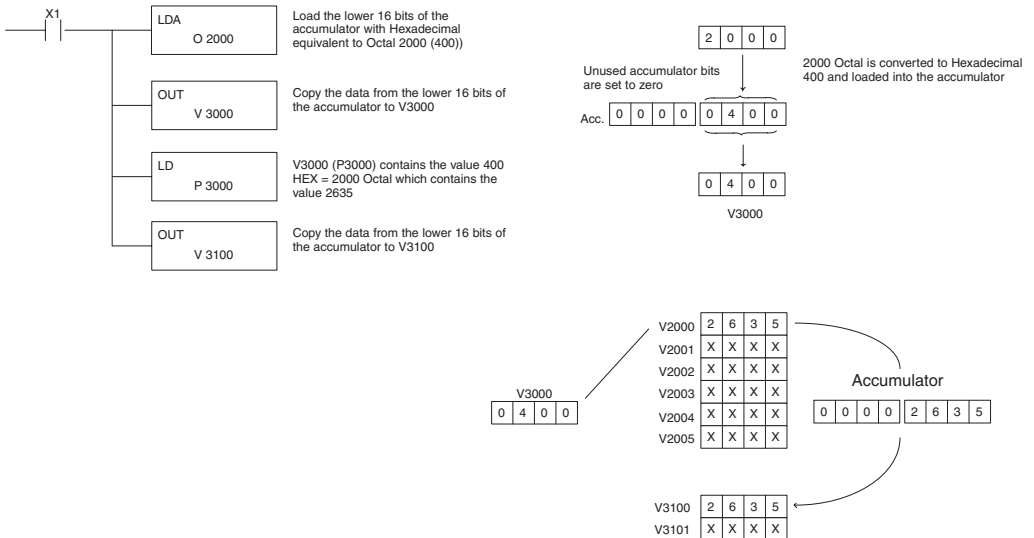 X1
LDA
O 2000
Load the lower 16 bits of the
accumulator with Hexadecimal
equivalent to Octal 2000 (400))
OUT
V 3000
Copy the data from the lower 16 bits of
the accumulator to V3000
LD
P 3000
V3000 (P3000) contains the value 400
HEX = 2000 Octal which contains the
value 2635
OUT
V 3100
Copy the data from the lower 16 bits of
the accumulator to V3100
2 0 0 0
2000 Octal is converted to Hexadecimal
400 and loaded into the accumulator
Unused accumulator bits
are set to zero
Acc. 0 0 0 0 0 4 0 0
0 4 0 0
V3000
V3000
0 4 0 0
V2000 2 6 3 5
V2001 X X X X
V2002 X X X X
V2003 X X X X
V2004 X X X X
V2005 X X X X
Accumulator
0 0 0 0 2 6 3 5
V3100 2 6 3 5
V3101 X X X X